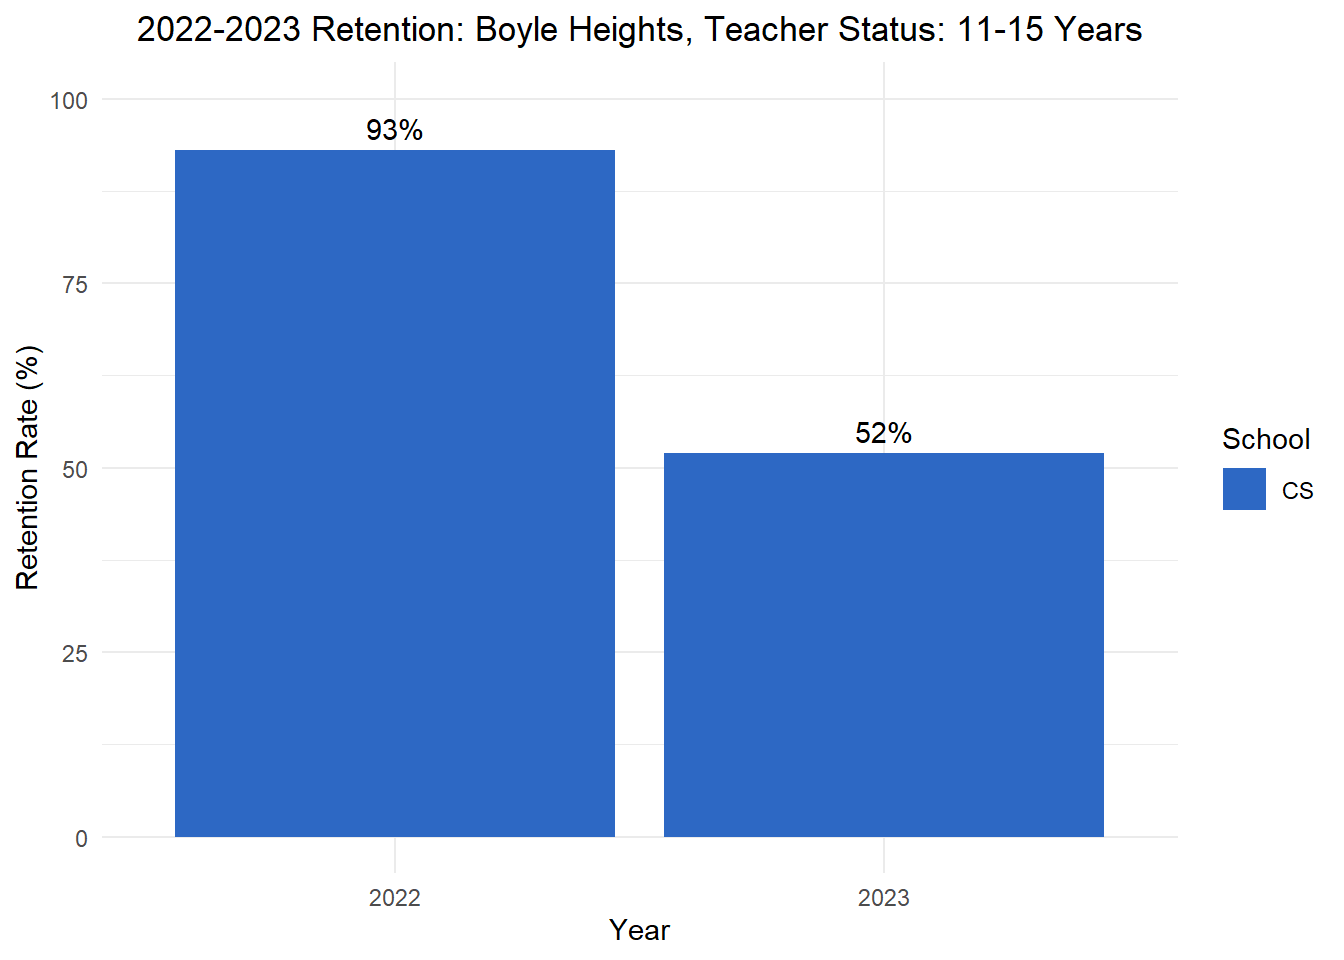 2022-2023 Retention: Boyle Heights, Teacher Status: 11-15 Years
100
75
50
25
0
Retention Rate (%)
93%
52%
2022
2023
Year
School
CS